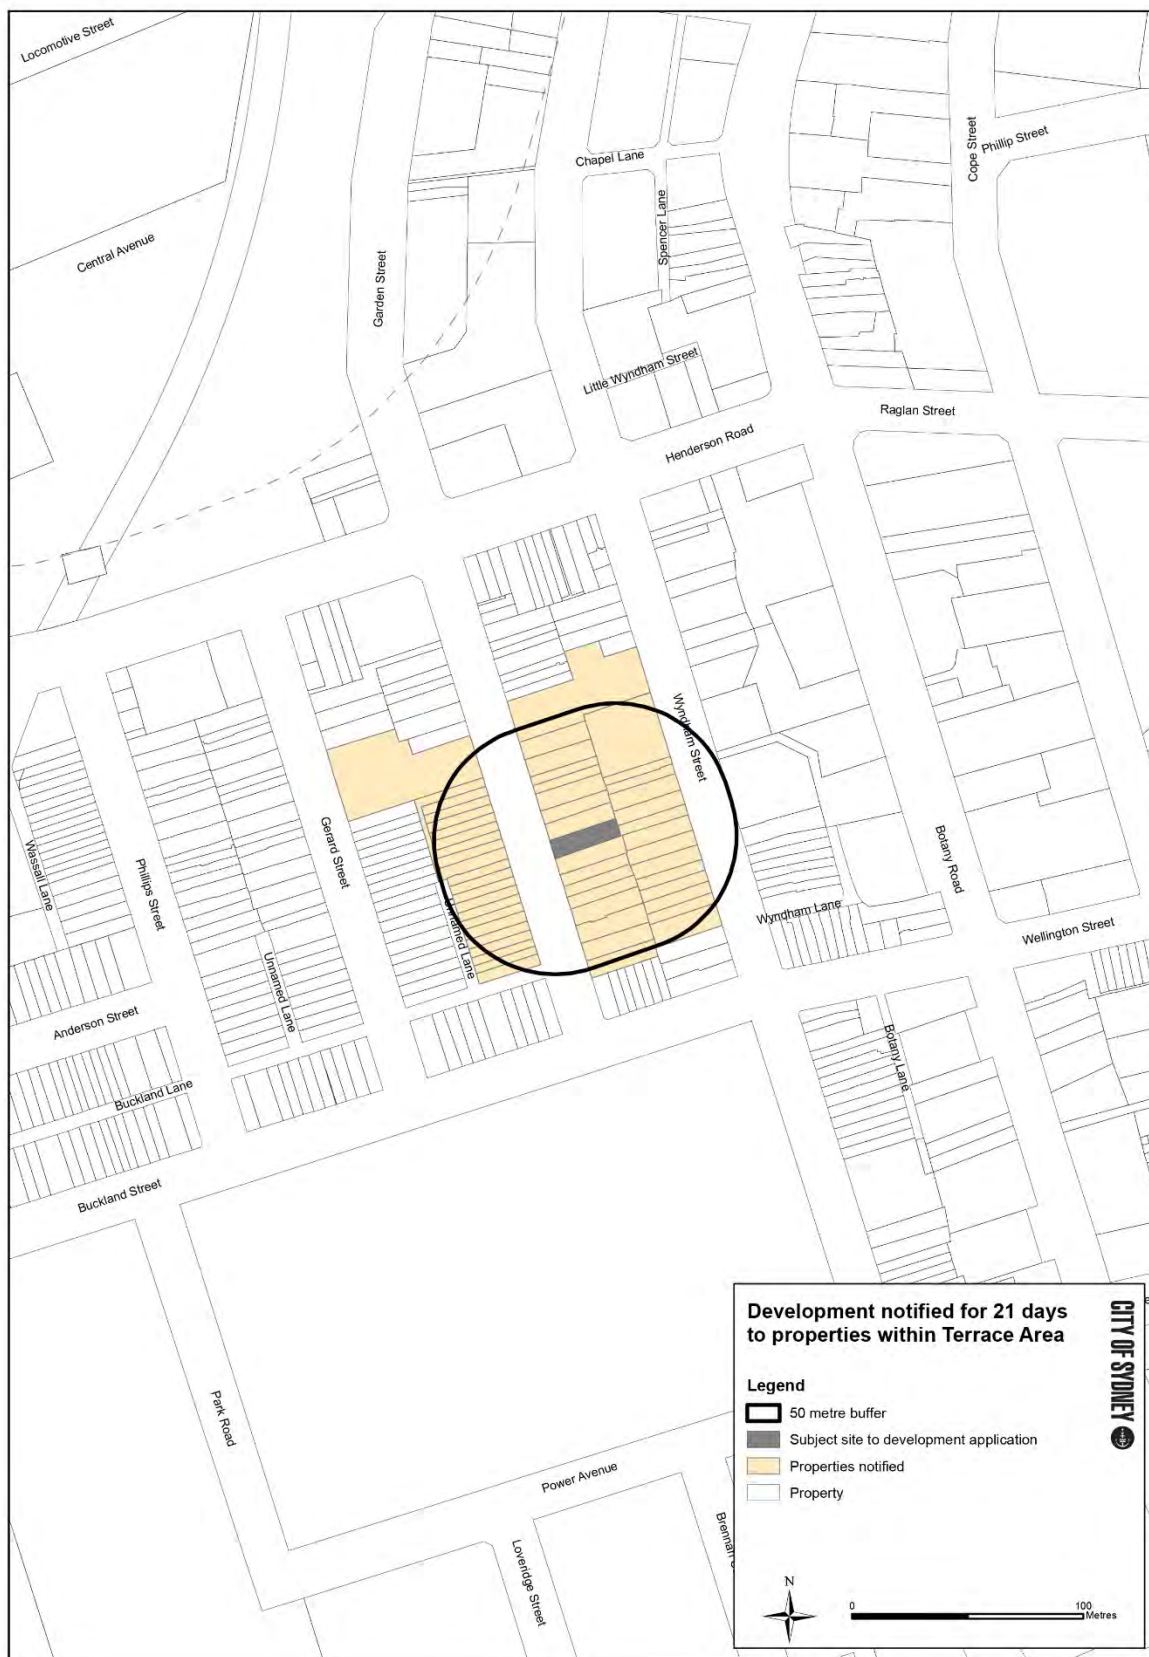 Locomotive Street
Central Avenue
Garden Street
Chapel Lane
Spencer Lane
Cope Street
Phillip Street
Little Wyndham Street
Raglan Street
Henderson Road
Wyndham Street
Wassall Lane
Phillips Street
Gerard Street
Unnamed Lane
Botany Road
Wyndham Lane
Wellington Street
Unnamed Lane
Anderson Street
Botany Lane
Buckland Lane
Buckland Street
Park Road
Power Avenue
Loveridge Street
Development notified for 21 days
to properties within Terrace Area
CITY OF SYDNEY
Legend
50 metre buffer
Subject site to development application
Properties notified
Property
N
0 100
Metres